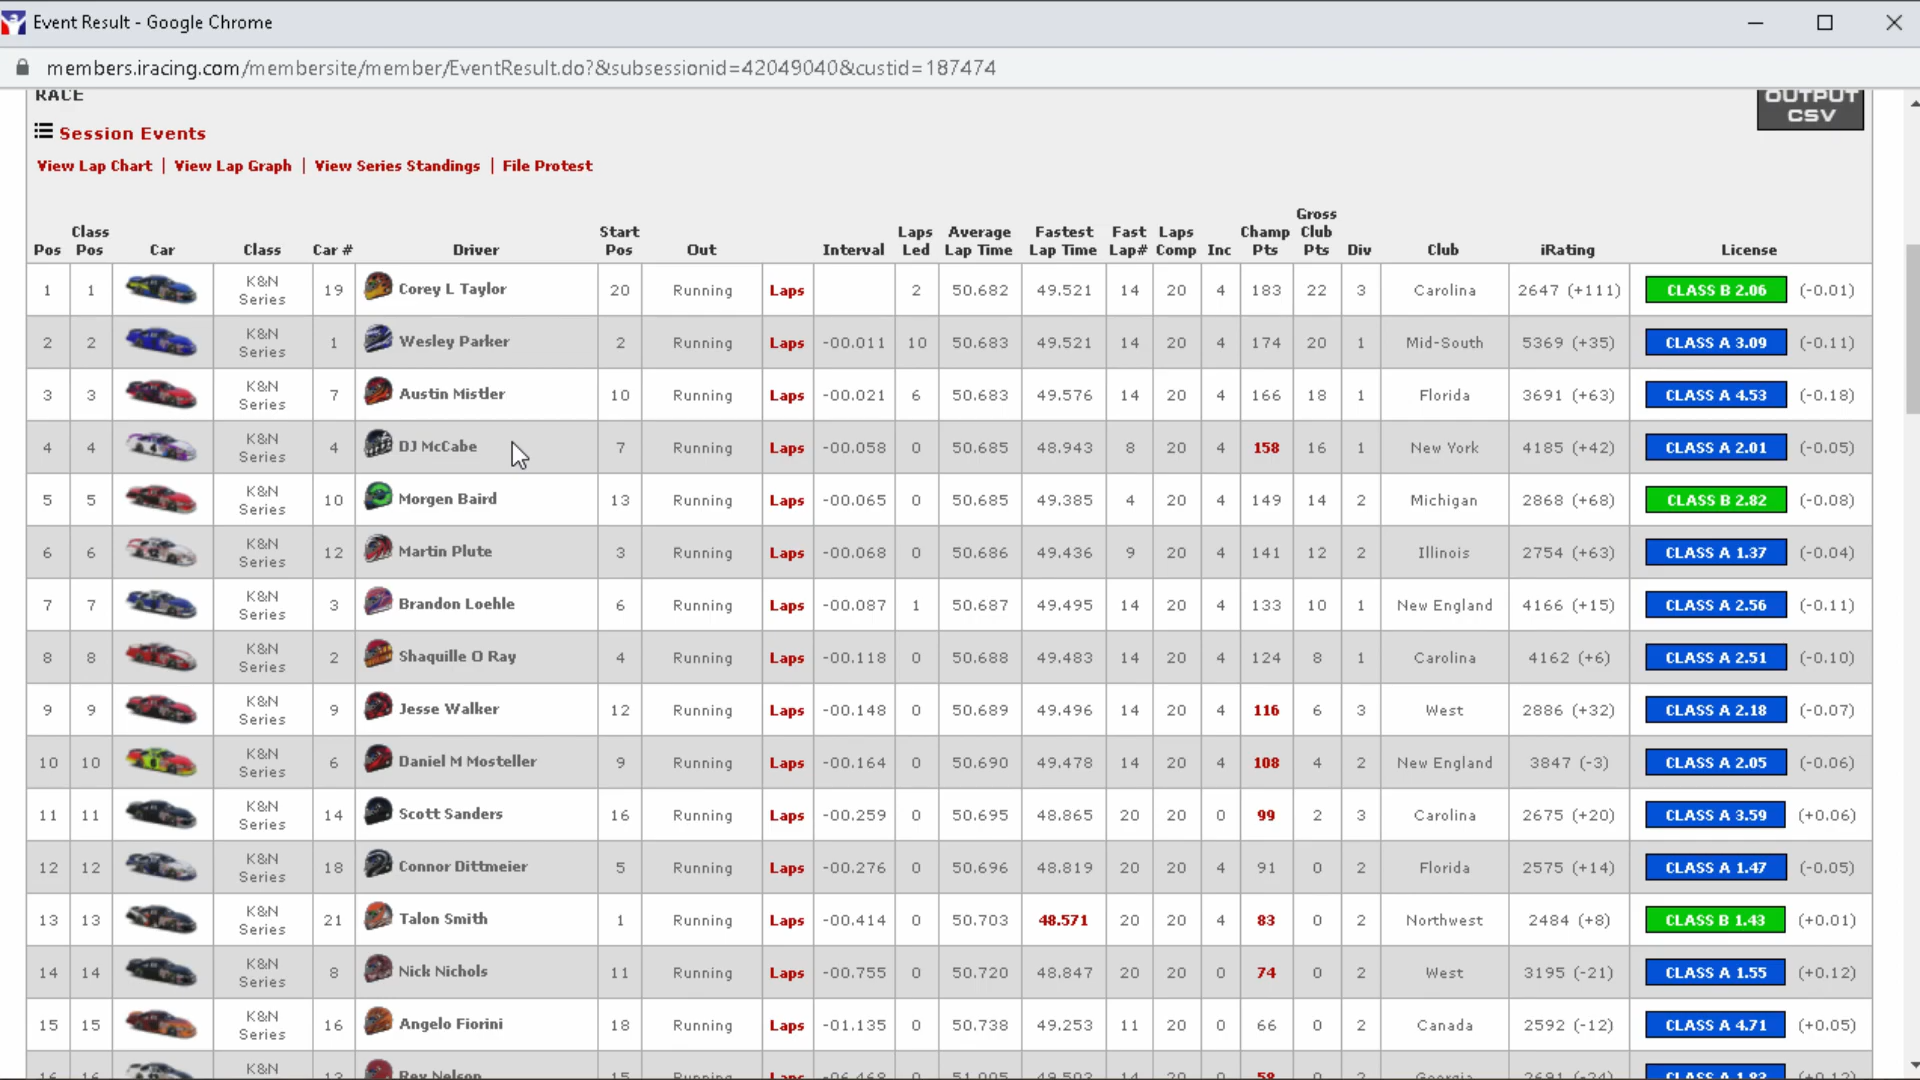 Event Result - Google Chrome
members.iracing.com/membersite/member/EventResult.do?&subsessionid=42049040&custid=187474
RACE
OUTPUT CSV
Session Events
View Lap Chart | View Lap Graph | View Series Standings | File Protest
Pos Class Pos Car Class Car # Driver Start Pos Out Interval Laps Led Average Lap Time Fastest Lap Time Fast Lap# Laps Comp Inc Champ Pts Gross Club Pts Div Club iRating License
1 1 K&N Series 19 Corey L Taylor 20 Running Laps 2 50.682 49.521 14 20 4 183 22 3 Carolina 2647 (+111) CLASS B 2.06 (-0.01)
2 2 K&N Series 1 Wesley Parker 2 Running Laps -00.011 10 50.683 49.521 14 20 4 174 20 1 Mid-South 5369 (+35) CLASS A 3.09 (-0.11)
3 3 K&N Series 7 Austin Mistler 10 Running Laps -00.021 6 50.683 49.576 14 20 4 166 18 1 Florida 3691 (+63) CLASS A 4.53 (-0.18)
4 4 K&N Series 4 DJ McCabe 7 Running Laps -00.058 0 50.685 48.943 8 20 4 158 16 1 New York 4185 (+42) CLASS A 2.01 (-0.05)
5 5 K&N Series 10 Morgen Baird 13 Running Laps -00.065 0 50.685 49.385 4 20 4 149 14 2 Michigan 2868 (+68) CLASS B 2.82 (-0.08)
6 6 K&N Series 12 Martin Plute 3 Running Laps -00.068 0 50.686 49.436 9 20 4 141 12 2 Illinois 2754 (+63) CLASS A 1.37 (-0.04)
7 7 K&N Series 3 Brandon Loehle 6 Running Laps -00.087 1 50.687 49.495 14 20 4 133 10 1 New England 4166 (+15) CLASS A 2.56 (-0.11)
8 8 K&N Series 2 Shaquille O Ray 4 Running Laps -00.118 0 50.688 49.483 14 20 4 124 8 1 Carolina 4162 (+6) CLASS A 2.51 (-0.10)
9 9 K&N Series 9 Jesse Walker 12 Running Laps -00.148 0 50.689 49.496 14 20 4 116 6 3 West 2886 (+32) CLASS A 2.18 (-0.07)
10 10 K&N Series 6 Daniel M Mosteller 9 Running Laps -00.164 0 50.690 49.478 14 20 4 108 4 2 New England 3847 (-3) CLASS A 2.05 (-0.06)
11 11 K&N Series 14 Scott Sanders 16 Running Laps -00.259 0 50.695 48.865 20 20 0 99 2 3 Carolina 2675 (+20) CLASS A 3.59 (+0.06)
12 12 K&N Series 18 Connor Dittmeier 5 Running Laps -00.276 0 50.696 48.819 20 20 4 91 0 2 Florida 2575 (+14) CLASS A 1.47 (-0.05)
13 13 K&N Series 21 Talon Smith 1 Running Laps -00.414 0 50.703 48.571 20 20 4 83 0 2 Northwest 2484 (+8) CLASS B 1.43 (+0.01)
14 14 K&N Series 8 Nick Nichols 11 Running Laps -00.755 0 50.720 48.847 20 20 0 74 0 2 West 3195 (-21) CLASS A 1.55 (+0.12)
15 15 K&N Series 16 Angelo Fiorini 18 Running Laps -01.135 0 50.738 49.253 11 20 0 66 0 2 Canada 2592 (-12) CLASS A 4.71 (+0.05)
16 16 K&N 13 Rey Nelson 15 Running Laps 14 20 0 58 0 Georgia